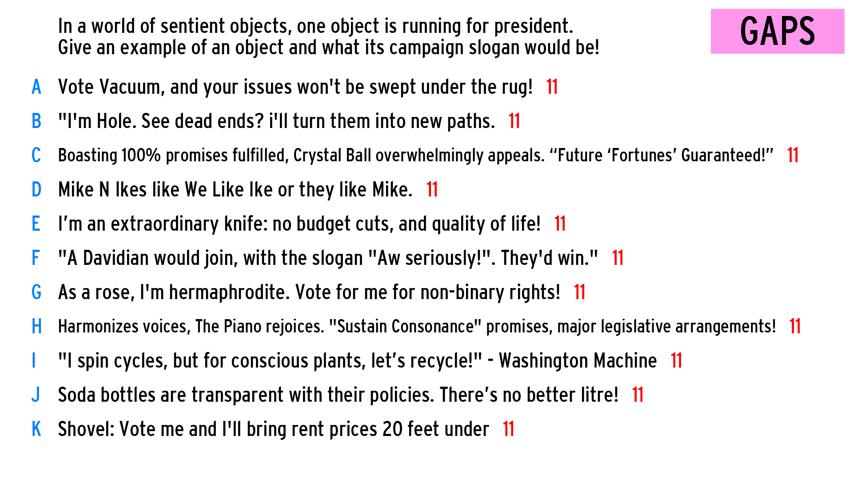 In a world of sentient objects, one object is running for president.
Give an example of an object and what its campaign slogan would be!
GAPS
A Vote Vacuum, and your issues won't be swept under the rug! 11
B "I'm Hole. See dead ends? i'll turn them into new paths. 11
C Boasting 100% promises fulfilled, Crystal Ball overwhelmingly appeals. “Future ‘Fortunes’ Guaranteed!” 11
D Mike N Ikes like We Like Ike or they like Mike. 11
E I’m an extraordinary knife: no budget cuts, and quality of life! 11
F "A Davidian would join, with the slogan "Aw seriously!". They'd win." 11
G As a rose, I'm hermaphrodite. Vote for me for non-binary rights! 11
H Harmonizes voices, The Piano rejoices. "Sustain Consonance" promises, major legislative arrangements! 11
I "I spin cycles, but for conscious plants, let’s recycle!" - Washington Machine 11
J Soda bottles are transparent with their policies. There’s no better litre! 11
K Shovel: Vote me and I'll bring rent prices 20 feet under 11